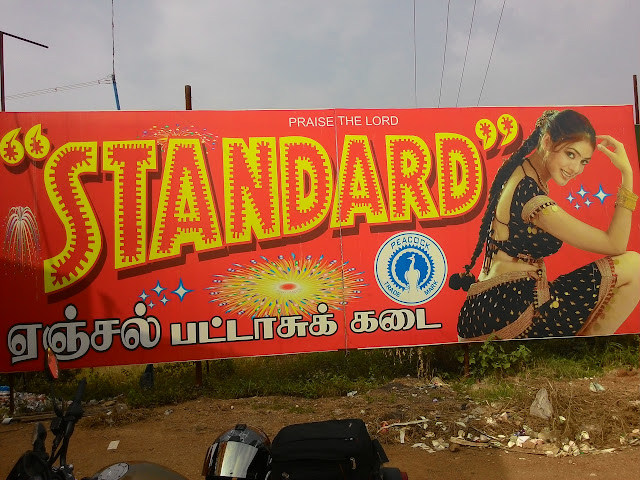 PRAISE THE LORD
"STANDARD"
PEACOCK
TRADE MARK
ஏஞ்சல் பட்டாசுக் கடை